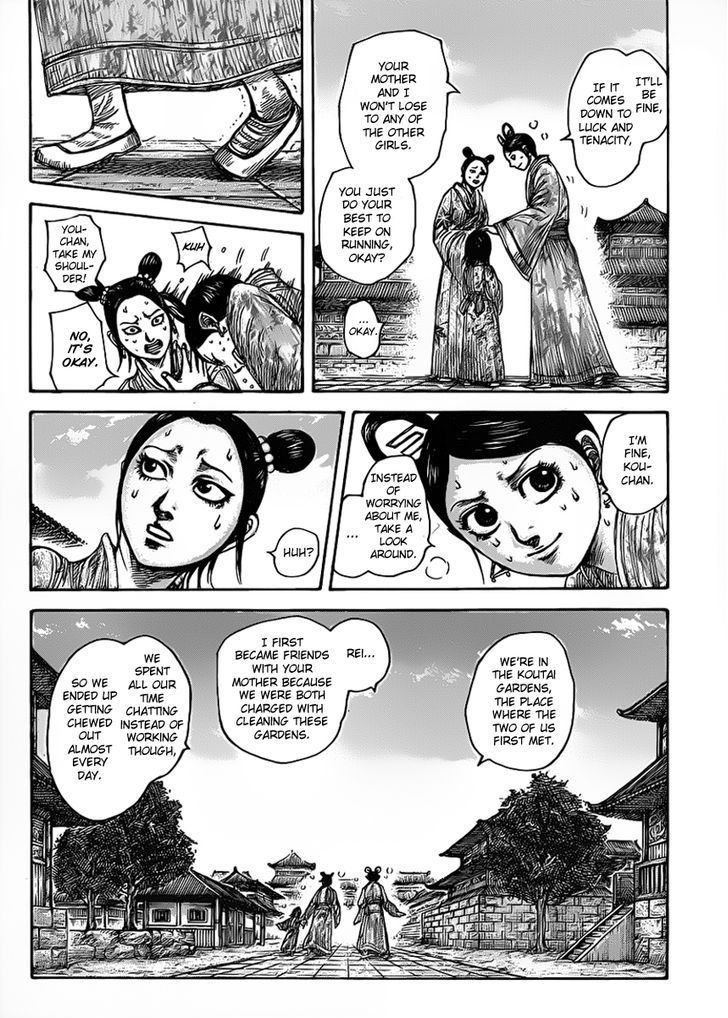 IT'LL
BE
FINE,
IF IT
COMES
DOWN TO
LUCK AND
TENACITY,
YOUR
MOTHER
AND I
WON'T LOSE
TO ANY
OF THE
OTHER
GIRLS.
YOU JUST
DO YOUR
BEST TO
KEEP ON
RUNNING,
OKAY?
...
OKAY.
KUH
YOU-
CHAN,
TAKE MY
SHOUL-
DER!
NO,
IT'S
OKAY.
I'M
FINE,
KOU-
CHAN.
INSTEAD
OF
WORRYING
ABOUT ME,
TAKE A
LOOK
AROUND.
...
HUH?
WE'RE IN
THE KOUTAI
GARDENS,
THE PLACE
WHERE
THE TWO
OF US
FIRST MET.
REI...
I FIRST
BECAME FRIENDS
WITH YOUR
MOTHER BECAUSE
WE WERE BOTH
CHARGED WITH
CLEANING THESE
GARDENS.
WE
SPENT
ALL OUR
TIME
CHATTING
INSTEAD OF
WORKING
THOUGH,
SO WE
ENDED UP
GETTING
CHEWED
OUT
ALMOST
EVERY
DAY.